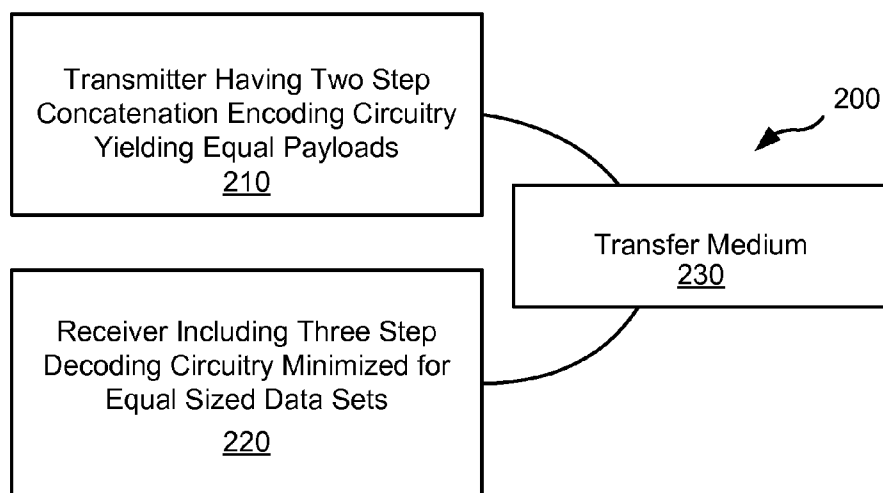 Transmitter Having Two Step
Concatenation Encoding Circuitry
Yielding Equal Payloads
210
200
Transfer Medium
230
Receiver Including Three Step
Decoding Circuitry Minimized for
Equal Sized Data Sets
220